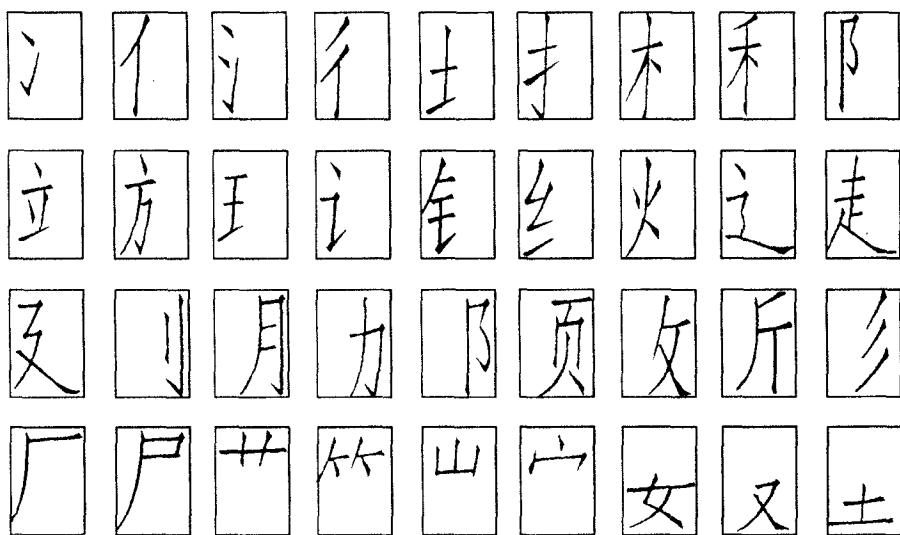 冫 亻 氵 彳 土 扌 木 禾 阝
立 方 王 讠 钅 纟 火 辶 走
廴 刂 月 力 阝 页 攵 斤 彡
厂 尸 艹 ⺮ 山 宀 女 又 土